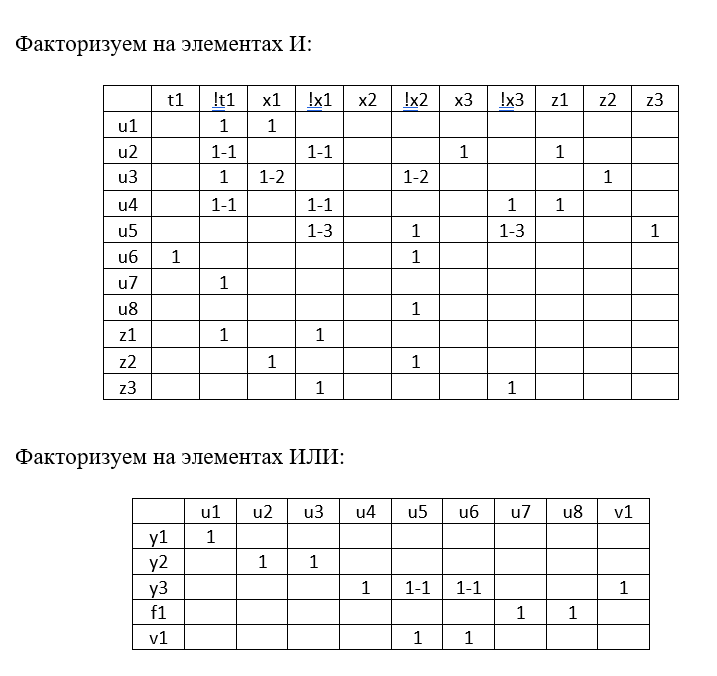 Факторизуем на элементах И:
t1 !t1 x1 !x1 x2 !x2 x3 !x3 z1 z2 z3
u1 1 1
u2 1-1 1-1 1 1
u3 1 1-2 1-2 1
u4 1-1 1-1 1 1
u5 1-3 1 1-3 1
u6 1 1
u7 1
u8 1
z1 1 1
z2 1 1
z3 1 1
Факторизуем на элементах ИЛИ:
u1 u2 u3 u4 u5 u6 u7 u8 v1
y1 1
y2 1 1
y3 1 1-1 1-1 1
f1 1 1
v1 1 1